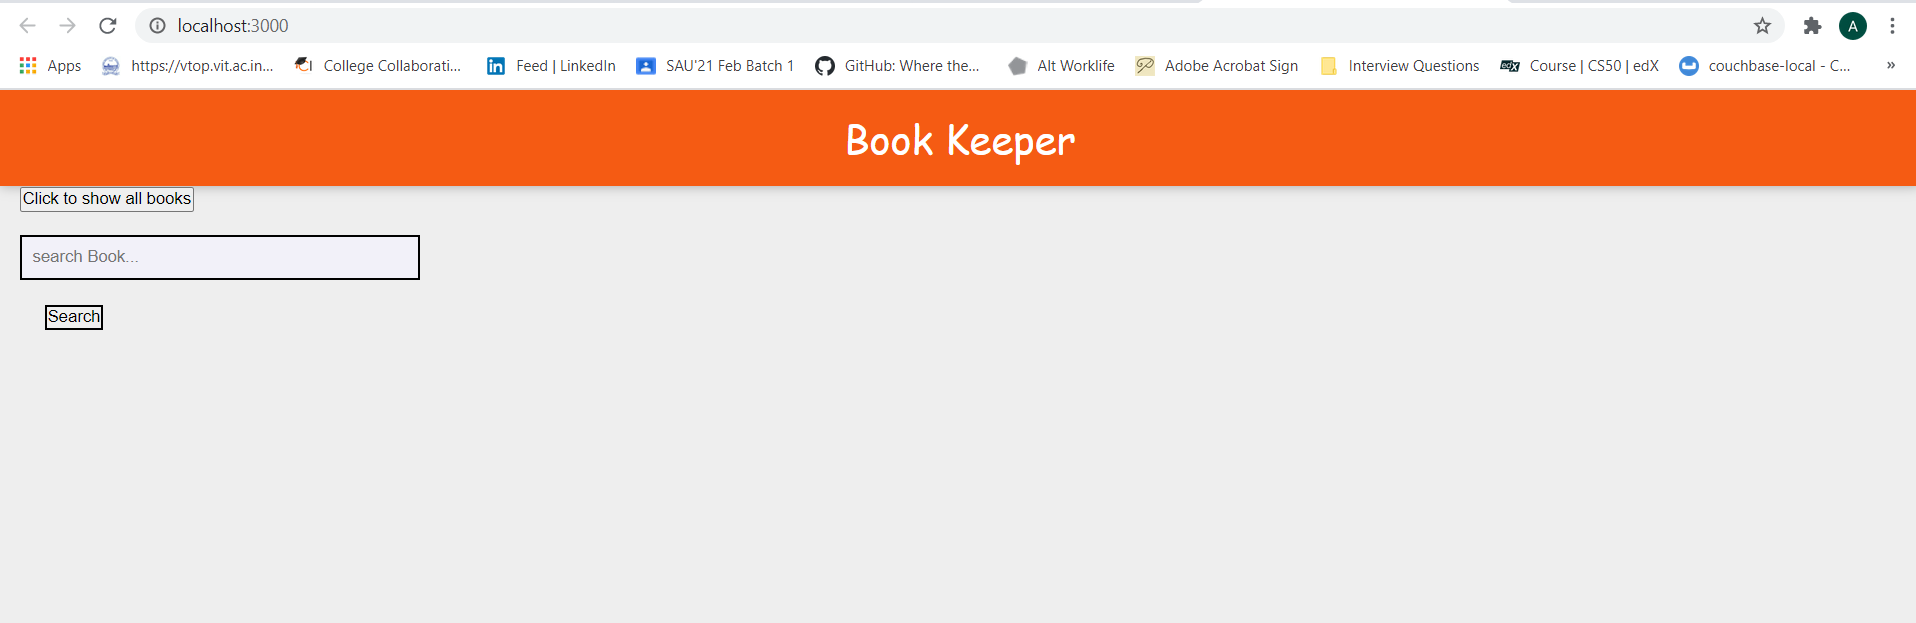 localhost:3000
A
Apps https://vtop.vit.ac.in... College Collaborati... Feed | LinkedIn SAU'21 Feb Batch 1 GitHub: Where the... Alt Worklife Adobe Acrobat Sign Interview Questions edX Course | CS50 | edX couchbase-local - C... »
Book Keeper
Click to show all books
search Book...
Search